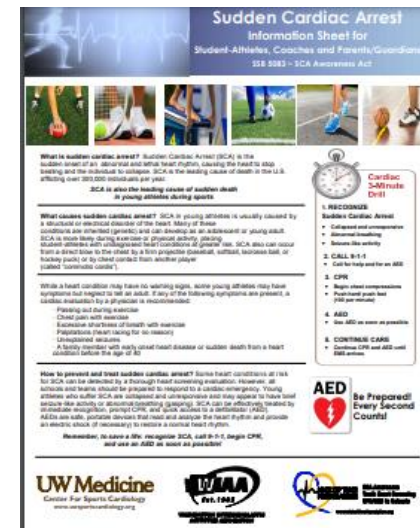 Sudden Cardiac Arrest
Information Sheet for
Student-Athletes, Coaches and Parents/Guardians
SSB 5083 ~ SCA Awareness Act
What is sudden cardiac arrest? Sudden Cardiac Arrest (SCA) is the
sudden onset of an abnormal and lethal heart rhythm, causing the heart to stop
beating and the individual to collapse. SCA is the leading cause of death in the U.S.
afflicting over 300,000 individuals per year.
SCA is also the leading cause of sudden death
in young athletes during sports
What causes sudden cardiac arrest? SCA in young athletes is usually caused by
a structural or electrical disorder of the heart. Many of these
conditions are inherited (genetic) and can develop as an adolescent or young adult.
SCA is more likely during exercise or physical activity, placing
student-athletes with undiagnosed heart conditions at greater risk. SCA also can occur
from a direct blow to the chest by a firm projectile (baseball, softball, lacrosse ball, or
hockey puck) or by chest contact from another player
(called "commotio cordis").
While a heart condition may have no warning signs, some young athletes may have
symptoms but neglect to tell an adult. If any of the following symptoms are present, a
cardiac evaluation by a physician is recommended:
Passing out during exercise
Chest pain with exercise
Excessive shortness of breath with exercise
Palpitations (heart racing for no reason)
Unexplained seizures
A family member with early onset heart disease or sudden death from a heart
condition before the age of 40
How to prevent and treat sudden cardiac arrest? Some heart conditions at risk
for SCA can be detected by a thorough heart screening evaluation. However, all
schools and teams should be prepared to respond to a cardiac emergency. Young
athletes who suffer SCA are collapsed and unresponsive and may appear to have brief
seizure-like activity or abnormal breathing (gasping). SCA can be effectively treated by
immediate recognition, prompt CPR, and quick access to a defibrillator (AED).
AEDs are safe, portable devices that read and analyze the heart rhythm and provide
an electric shock (if necessary) to restore a normal heart rhythm.
Remember, to save a life: recognize SCA, call 9-1-1, begin CPR,
and use an AED as soon as possible!
Cardiac
3-Minute
Drill
1. RECOGNIZE
Sudden Cardiac Arrest
Collapsed and unresponsive
Abnormal breathing
Seizure-like activity
2. CALL 9-1-1
Call for help and for an AED
3. CPR
Begin chest compressions
Push hard/push fast
(100 per minute)
4. AED
Use AED as soon as possible
5. CONTINUE CARE
Continue CPR and AED until
EMS arrives
AED
Be Prepared!
Every Second
Counts!
UW Medicine
Center For Sports Cardiology
www.uwsportscardiology.org
WIAA
Est. 1905